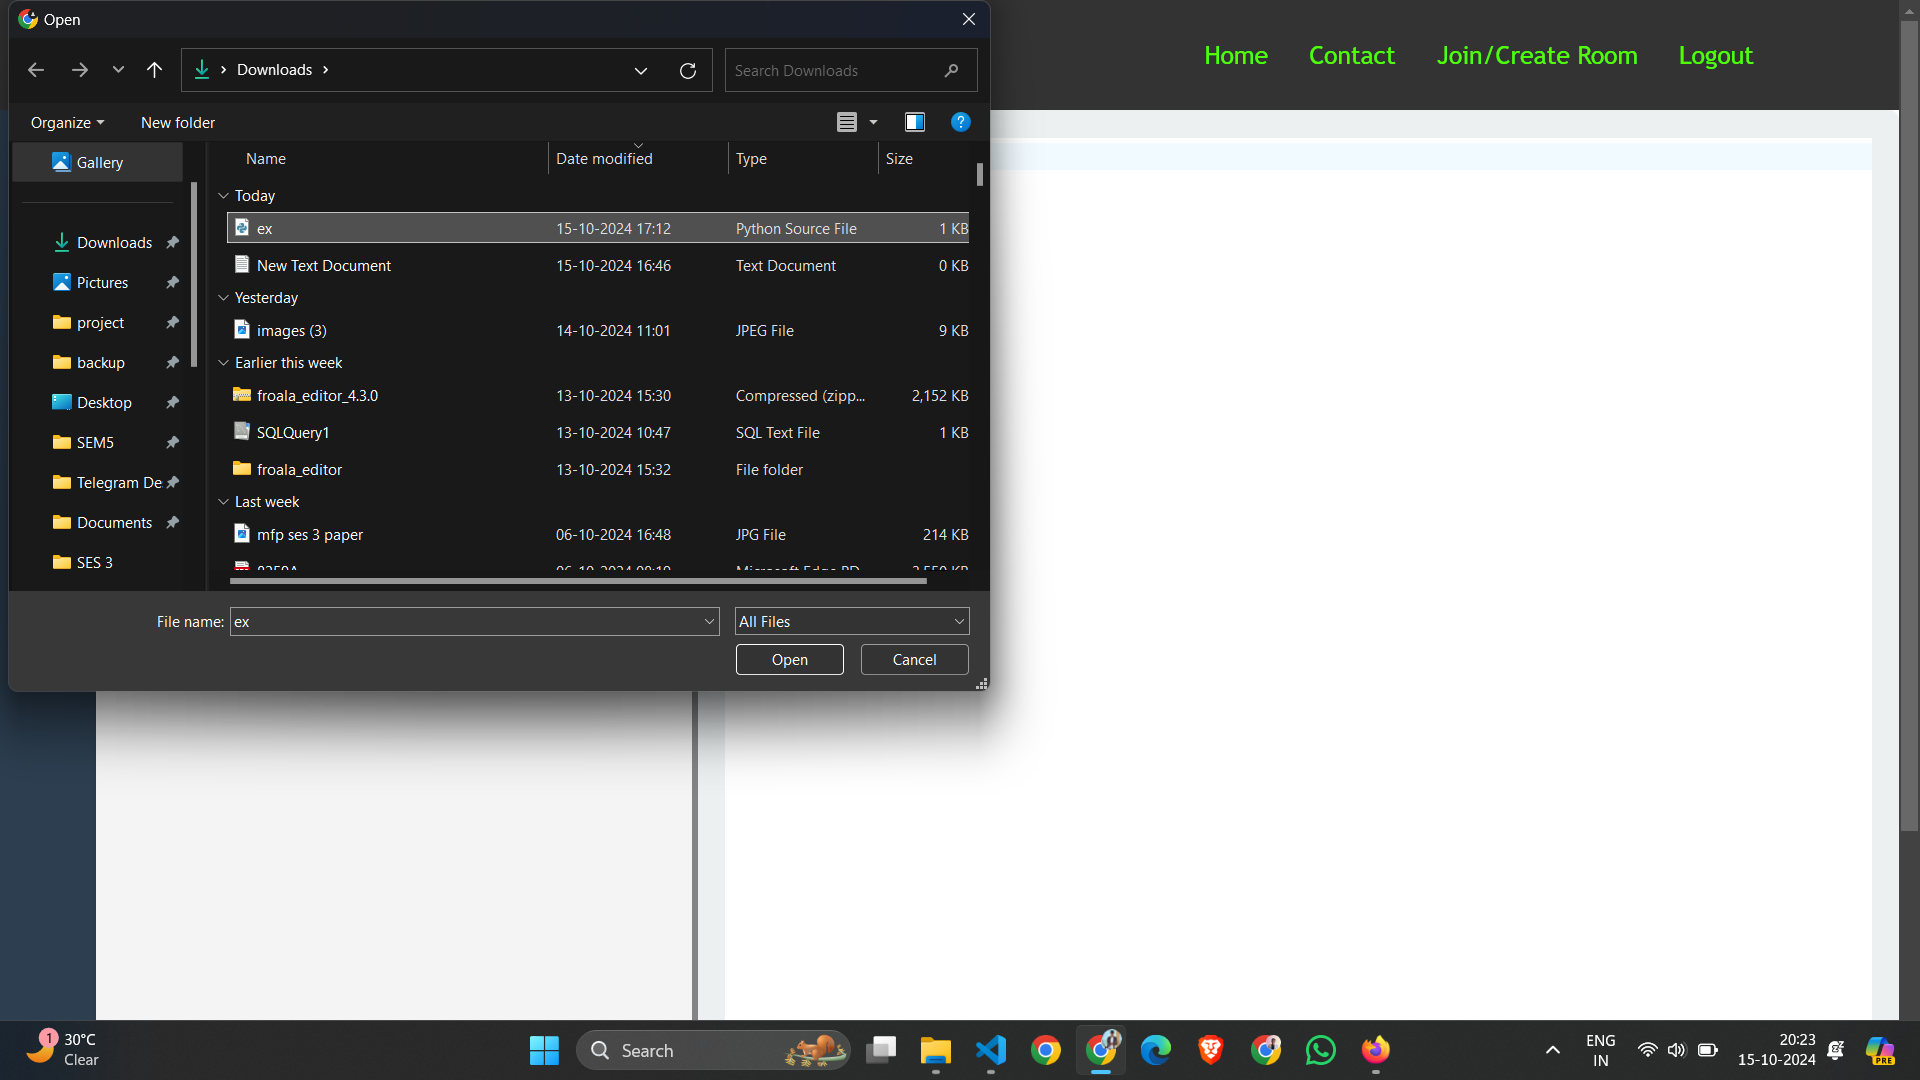 Open
Downloads
Search Downloads
Home Contact Join/Create Room Logout
Organize New folder
Gallery
Downloads
Pictures
project
backup
Desktop
SEM5
Telegram De
Documents
SES 3
Name Date modified Type Size
Today
ex 15-10-2024 17:12 Python Source File 1 KB
New Text Document 15-10-2024 16:46 Text Document 0 KB
Yesterday
images (3) 14-10-2024 11:01 JPEG File 9 KB
Earlier this week
froala_editor_4.3.0 13-10-2024 15:30 Compressed (zipp... 2,152 KB
SQLQuery1 13-10-2024 10:47 SQL Text File 1 KB
froala_editor 13-10-2024 15:32 File folder
Last week
mfp ses 3 paper 06-10-2024 16:48 JPG File 214 KB
File name: ex All Files
Open Cancel
1 30°C
Clear
Search
ENG
IN
20:23
15-10-2024
PRE